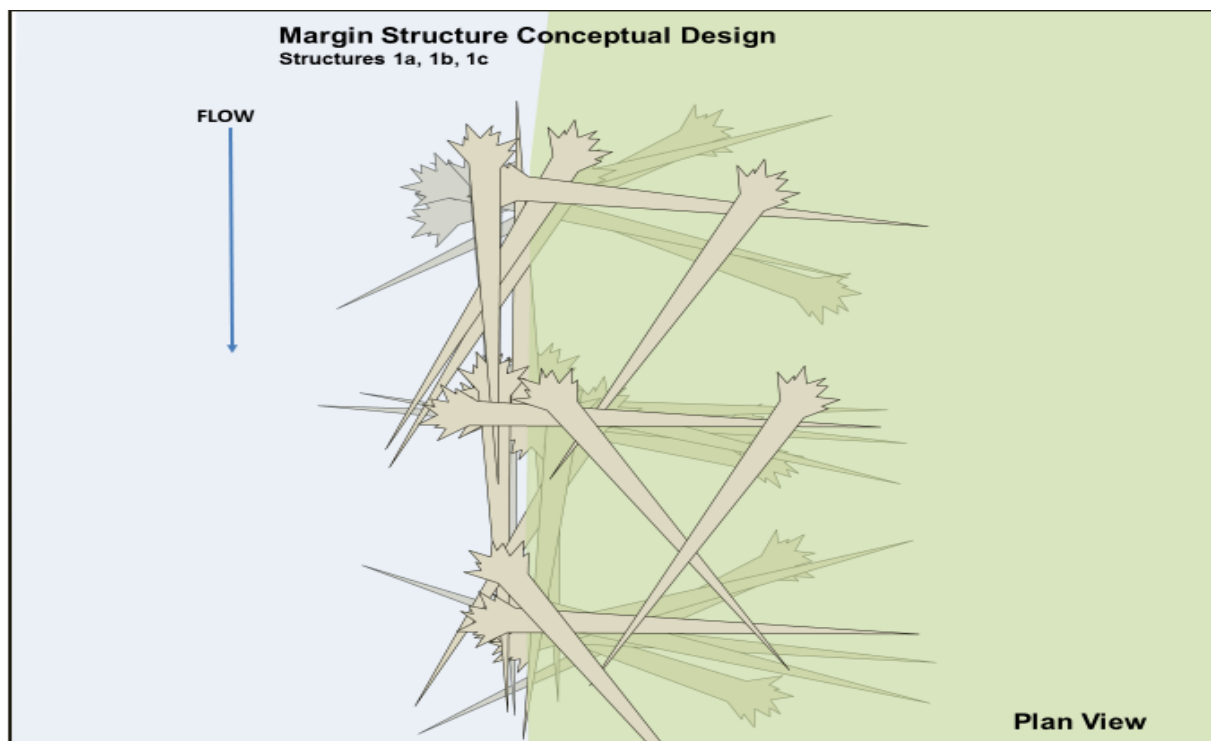 Margin Structure Conceptual Design
Structures 1a, 1b, 1c
FLOW
Plan View